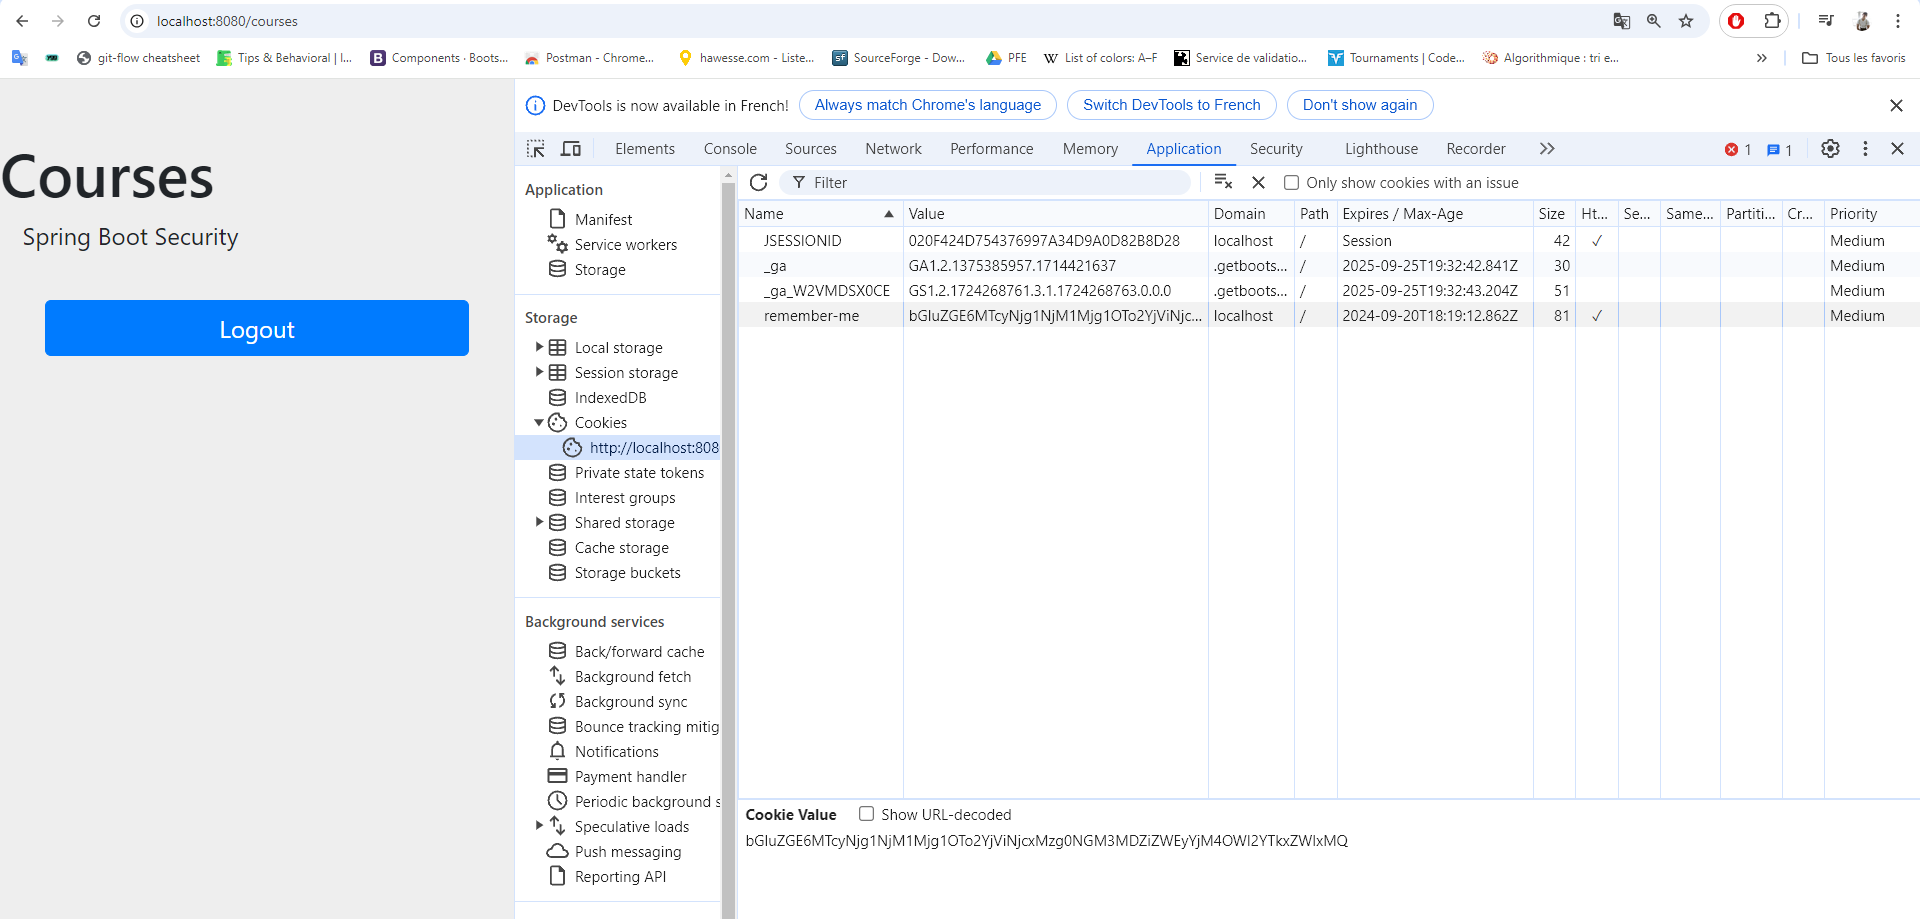 localhost:8080/courses
git-flow cheatsheet
Tips & Behavioral | I...
Components · Boots...
Postman - Chrome...
hawesse.com - Liste...
SourceForge - Dow...
PFE
List of colors: A–F
Service de validatio...
Tournaments | Code...
Algorithmique : tri e...
Tous les favoris
Courses
Spring Boot Security
Logout
DevTools is now available in French!
Always match Chrome's language
Switch DevTools to French
Don't show again
Elements
Console
Sources
Network
Performance
Memory
Application
Security
Lighthouse
Recorder
1
1
Application
Manifest
Service workers
Storage
Storage
Local storage
Session storage
IndexedDB
Cookies
http://localhost:808
Private state tokens
Interest groups
Shared storage
Cache storage
Storage buckets
Background services
Back/forward cache
Background fetch
Background sync
Bounce tracking mitig
Notifications
Payment handler
Periodic background s
Speculative loads
Push messaging
Reporting API
Filter
Only show cookies with an issue
Name Value Domain Path Expires / Max-Age Size Ht... Se... Same... Partiti... Cr... Priority
JSESSIONID 020F424D754376997A34D9A0D82B8D28 localhost / Session 42 ✓ Medium
_ga GA1.2.1375385957.1714421637 .getboots... / 2025-09-25T19:32:42.841Z 30 Medium
_ga_W2VMDSX0CE GS1.2.1724268761.3.1.1724268763.0.0.0 .getboots... / 2025-09-25T19:32:43.204Z 51 Medium
remember-me bGluZGE6MTcyNjg1NjM1Mjg1OTo2YjViNjc... localhost / 2024-09-20T18:19:12.862Z 81 ✓ Medium
Cookie Value Show URL-decoded
bGluZGE6MTcyNjg1NjM1Mjg1OTo2YjViNjcxMzg0NGM3MDZiZWEyYjM4OWI2YTkxZWIxMQ